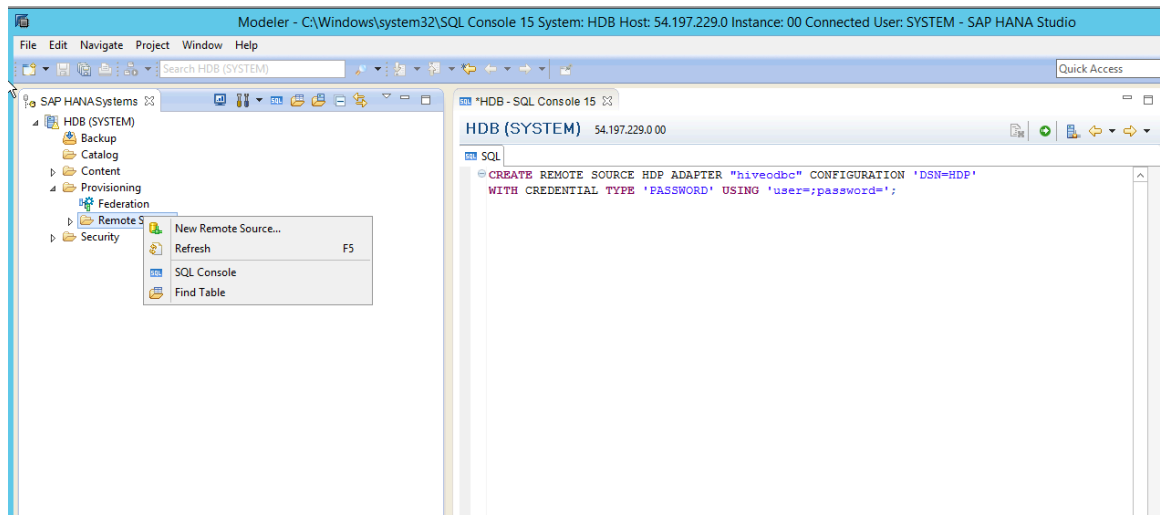 Modeler - C:\Windows\system32\SQL Console 15 System: HDB Host: 54.197.229.0 Instance: 00 Connected User: SYSTEM - SAP HANA Studio
File Edit Navigate Project Window Help
Search HDB (SYSTEM)
Quick Access
SAP HANA Systems
SQL
HDB (SYSTEM)
Backup
Catalog
Content
Provisioning
Federation
Remote S
Security
New Remote Source...
Refresh F5
SQL SQL Console
Find Table
SQL *HDB - SQL Console 15
HDB (SYSTEM) 54.197.229.0 00
SQL SQL
CREATE REMOTE SOURCE HDP ADAPTER "hiveodbc" CONFIGURATION 'DSN=HDP'
WITH CREDENTIAL TYPE 'PASSWORD' USING 'user=;password=';